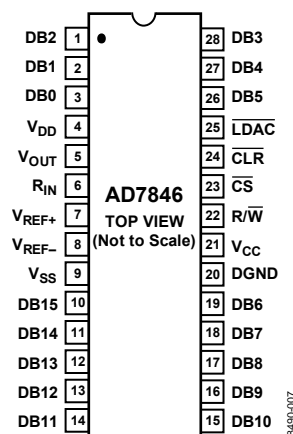 DB2 1 28 DB3
DB1 2 27 DB4
DB0 3 26 DB5
VDD 4 25 LDAC
VOUT 5 24 CLR
RIN 6 23 CS
VREF+ 7 22 R/W
VREF– 8 21 VCC
VSS 9 20 DGND
DB15 10 19 DB6
DB14 11 18 DB7
DB13 12 17 DB8
DB12 13 16 DB9
DB11 14 15 DB10
AD7846
TOP VIEW
(Not to Scale)
8490-007